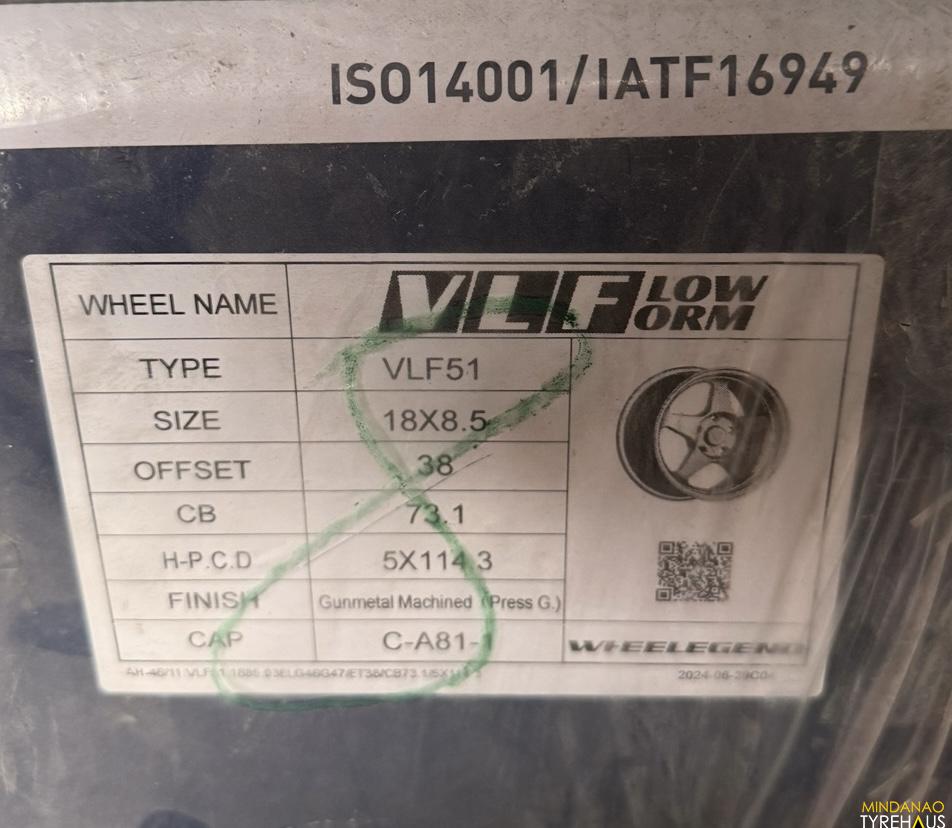 ISO14001/IATF16949
WHEEL NAME VLF LOW FORM
TYPE VLF51
SIZE 18X8.5
OFFSET 38
CB 73.1
H-P.C.D 5X114.3
FINISH Gunmetal Machined (Press G.)
CAP C-A81-1
WHEELEGEND
8
MINDANAO
TYREHAUS